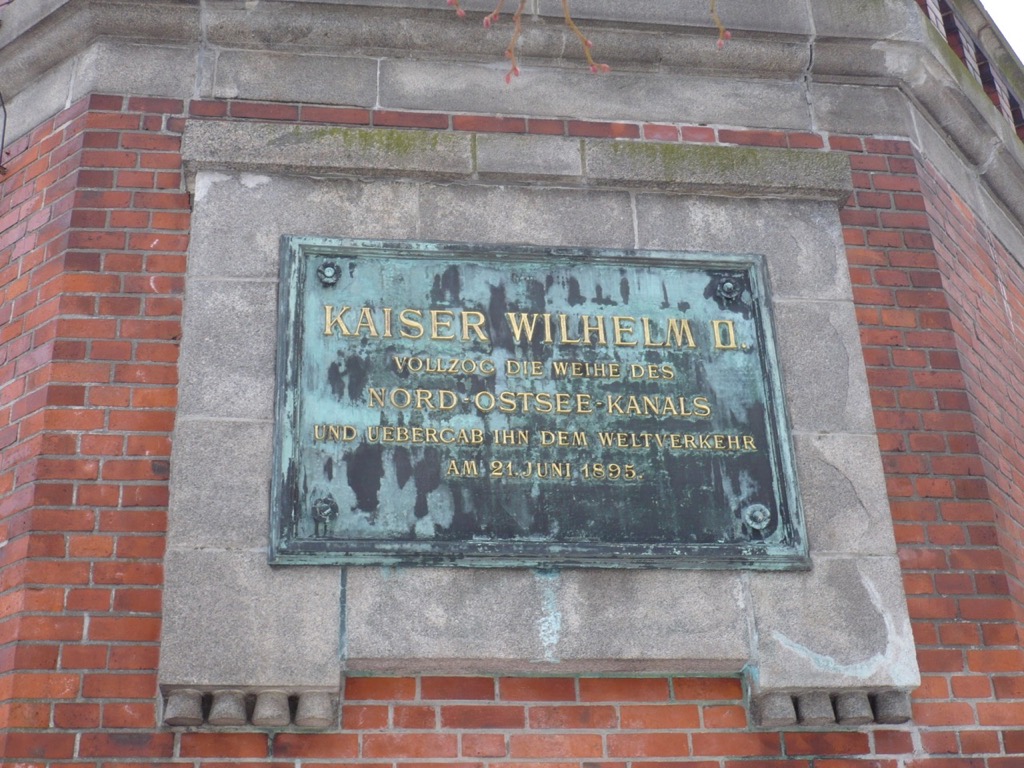 KAISER WILHELM II.
VOLLZOG DIE WEIHE DES
NORD-OSTSEE-KANALS
UND UEBERGAB IHN DEM WELTVERKEHR
AM 21. JUNI 1895.